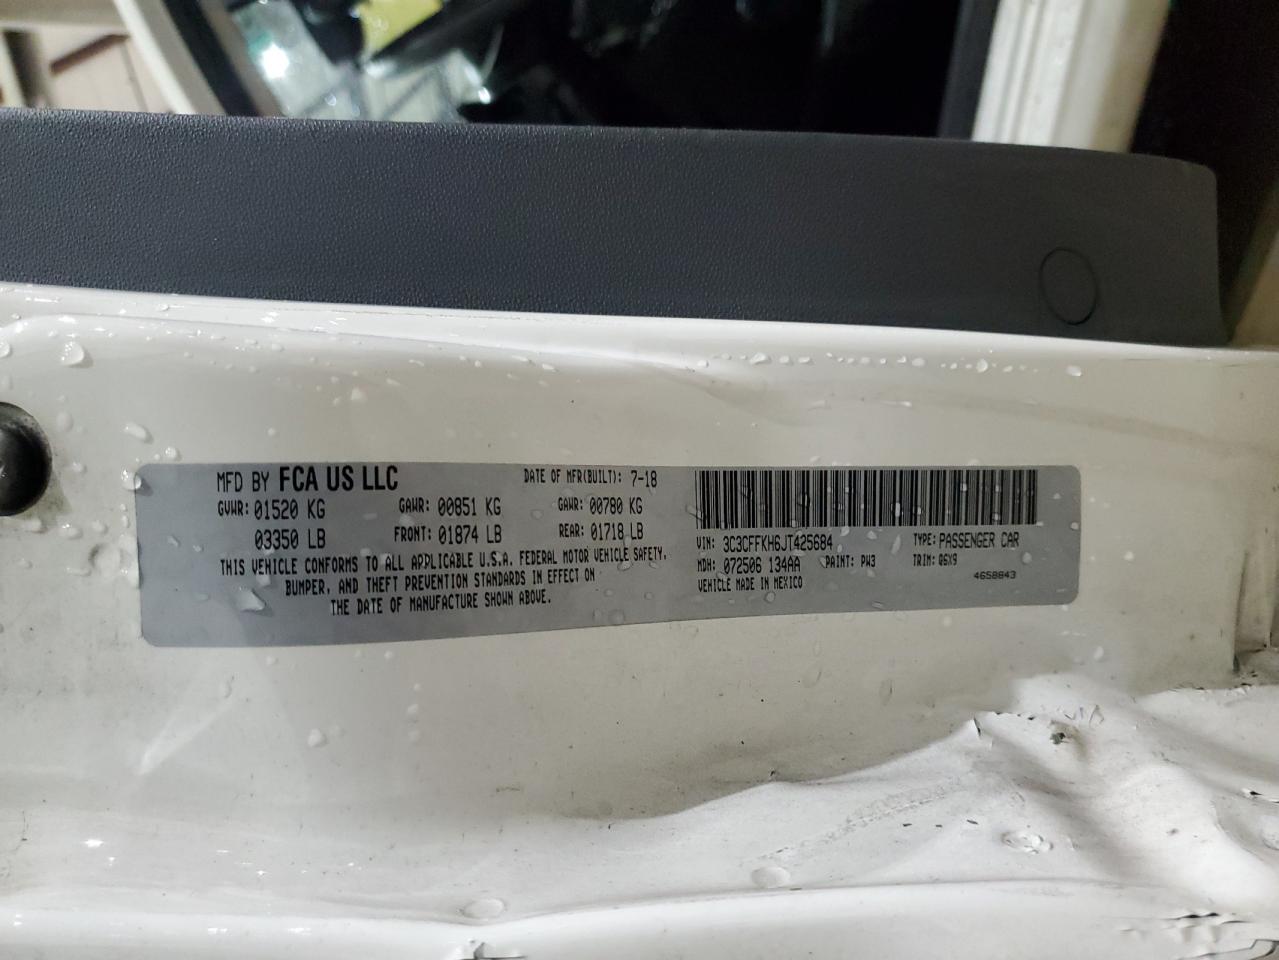 MFD BY FCA US LLC DATE OF MFR(BUILT): 7-18
GVWR: 01520 KG GAWR: 00851 KG GAWR: 00780 KG
03350 LB FRONT: 01874 LB REAR: 01718 LB
THIS VEHICLE CONFORMS TO ALL APPLICABLE U.S.A. FEDERAL MOTOR VEHICLE SAFETY,
BUMPER, AND THEFT PREVENTION STANDARDS IN EFFECT ON
THE DATE OF MANUFACTURE SHOWN ABOVE.
VIN: 3C3CFFKH6JT425684 TYPE: PASSENGER CAR
MDH: 072506 134AA PAINT: PW3 TRIM: Q6X9
VEHICLE MADE IN MEXICO 4658843